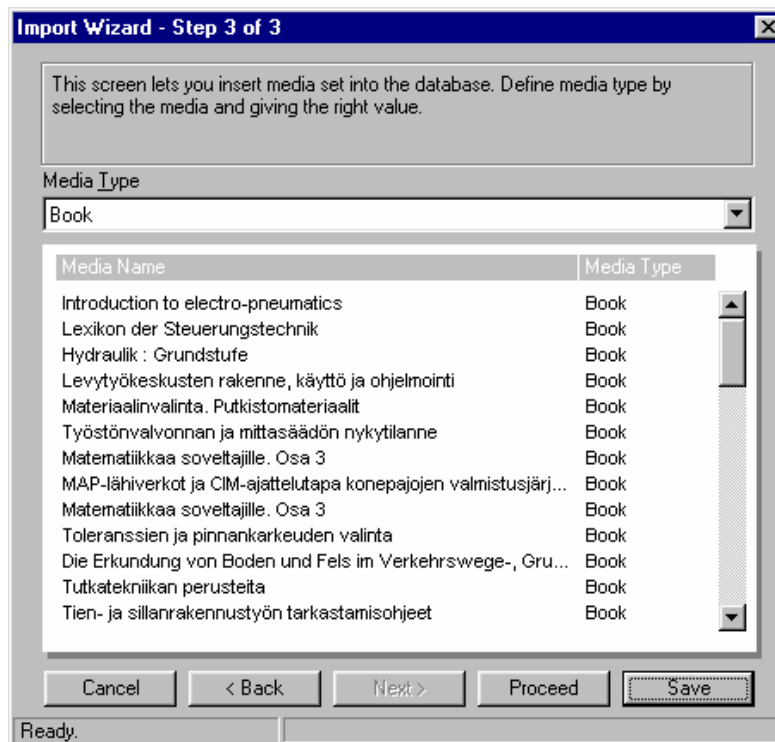 Import Wizard - Step 3 of 3
This screen lets you insert media set into the database. Define media type by
selecting the media and giving the right value.
Media Type
Book
Media Name Media Type
Introduction to electro-pneumatics Book
Lexikon der Steuerungstechnik Book
Hydraulik : Grundstufe Book
Levytyökeskusten rakenne, käyttö ja ohjelmointi Book
Materiaalinvalinta. Putkistomateriaalit Book
Työstönvalvonnan ja mittasäädön nykytilanne Book
Matematiikkaa soveltajille. Osa 3 Book
MAP-lähiverkot ja CIM-ajattelutapa konepajojen valmistusjärj... Book
Matematiikkaa soveltajille. Osa 3 Book
Toleranssien ja pinnankarkeuden valinta Book
Die Erkundung von Boden und Fels im Verkehrswege-, Gru... Book
Tutkatekniikan perusteita Book
Tien- ja sillanrakennustyön tarkastamisohjeet Book
Cancel < Back Next > Proceed Save
Ready.